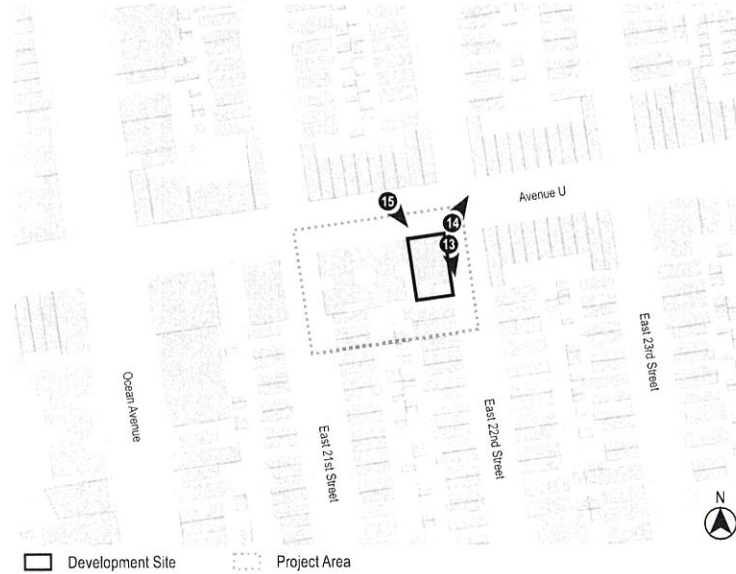 15
14
Avenue U
13
East 23rd Street
Ocean Avenue
East 22nd Street
East 21st Street
N
Development Site
Project Area